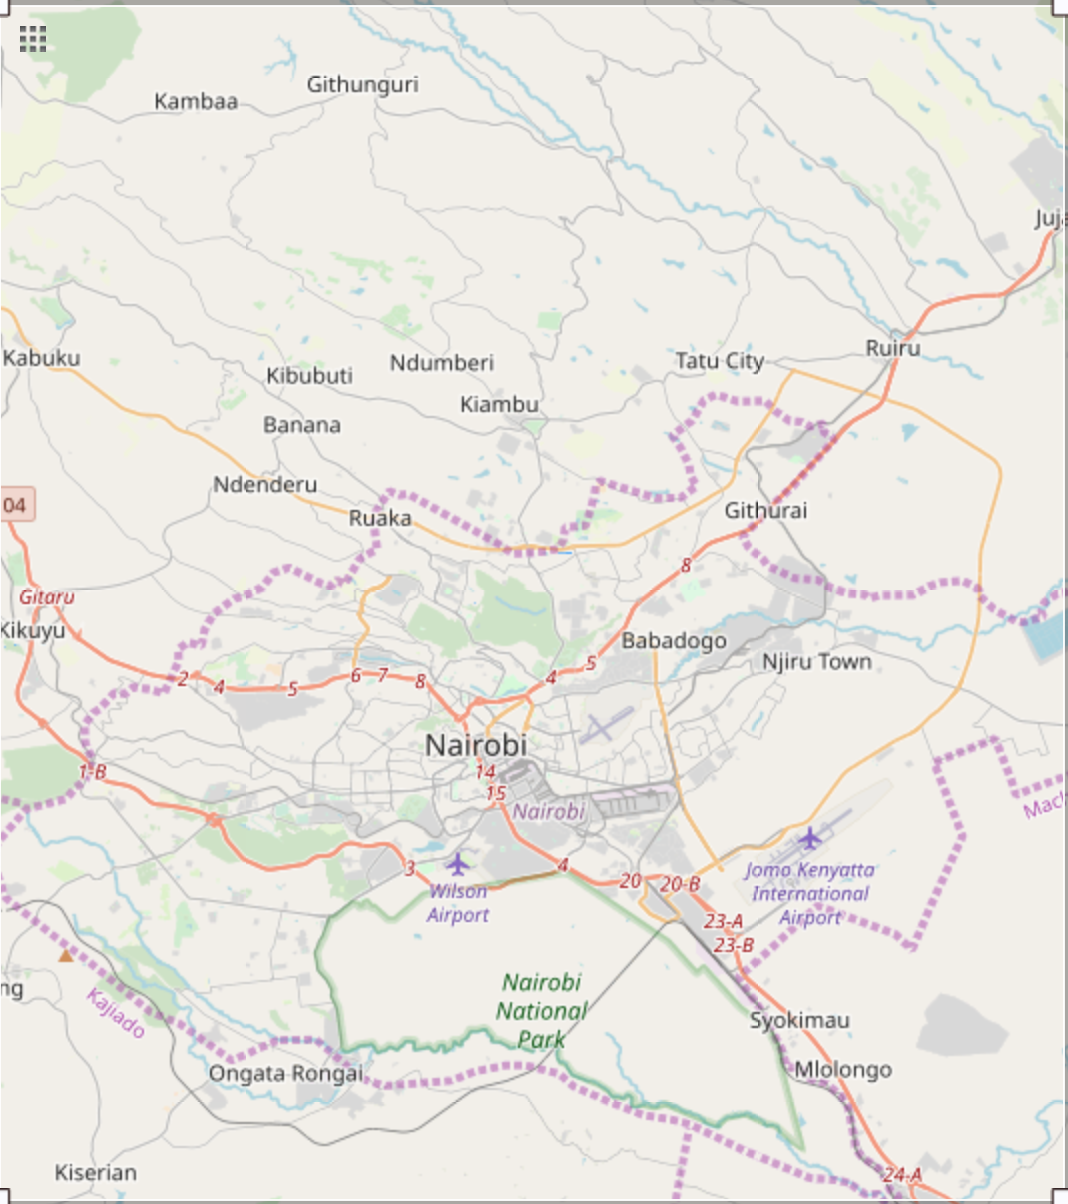 Githunguri
Kambaa
Juj
Ruiru
Kabuku
Tatu City
Ndumberi
Kibubuti
Kiambu
Banana
Ndenderu
04
Githurai
Ruaka
8
Gitaru
Kikuyu
Babadogo
Njiru Town
2
4
5
6
7
8
4
5
Nairobi
1-B
14
15
Nairobi
Mach
3
4
Wilson
Airport
20
20-B
Jomo Kenyatta
International
Airport
23-A
23-B
ng
Nairobi
National
Park
Kajiado
Syokimau
Ongata Rongai
Mlolongo
Kiserian
24-A